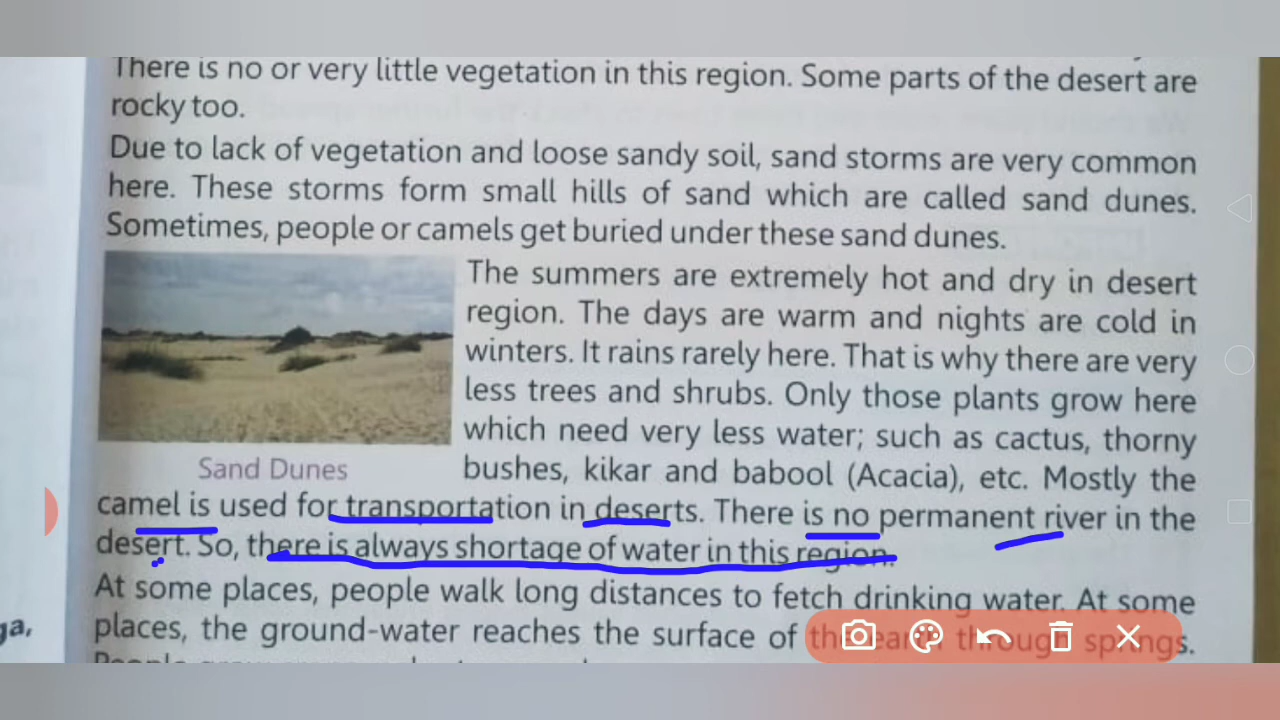 There is no or very little vegetation in this region. Some parts of the desert are
rocky too.
Due to lack of vegetation and loose sandy soil, sand storms are very common
here. These storms form small hills of sand which are called sand dunes.
Sometimes, people or camels get buried under these sand dunes.
The summers are extremely hot and dry in desert
region. The days are warm and nights are cold in
winters. It rains rarely here. That is why there are very
less trees and shrubs. Only those plants grow here
which need very less water; such as cactus, thorny
bushes, kikar and babool (Acacia), etc. Mostly the
Sand Dunes
camel is used for transportation in deserts. There is no permanent river in the
desert. So, there is always shortage of water in this region.
At some places, people walk long distances to fetch drinking water. At some
places, the ground-water reaches the surface of the earth through springs.
ga,